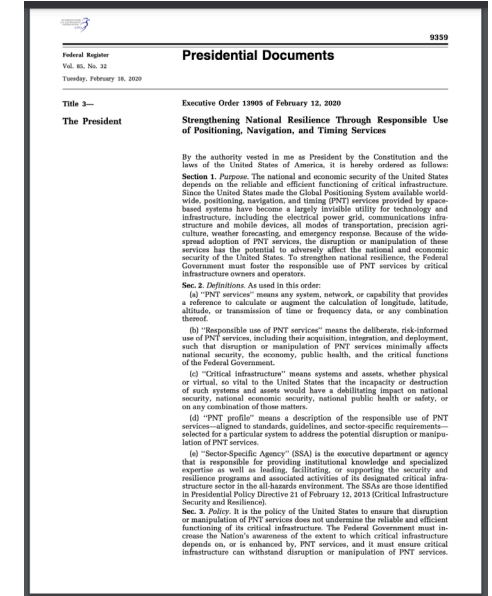 9359
Federal Register
Vol. 85, No. 32
Tuesday, February 18, 2020
Presidential Documents
Title 3—
The President
Executive Order 13905 of February 12, 2020
Strengthening National Resilience Through Responsible Use
of Positioning, Navigation, and Timing Services
By the authority vested in me as President by the Constitution and the
laws of the United States of America, it is hereby ordered as follows:
Section 1. Purpose. The national and economic security of the United States
depends on the reliable and efficient functioning of critical infrastructure.
Since the United States made the Global Positioning System available world-
wide, positioning, navigation, and timing (PNT) services provided by space-
based systems have become a largely invisible utility for technology and
infrastructure, including the electrical power grid, communications infra-
structure and mobile devices, all modes of transportation, precision agri-
culture, weather forecasting, and emergency response. Because of the wide-
spread adoption of PNT services, the disruption or manipulation of these
services has the potential to adversely affect the national and economic
security of the United States. To strengthen national resilience, the Federal
Government must foster the responsible use of PNT services by critical
infrastructure owners and operators.
Sec. 2. Definitions. As used in this order:
(a) ‘‘PNT services’’ means any system, network, or capability that provides
a reference to calculate or augment the calculation of longitude, latitude,
altitude, or transmission of time or frequency data, or any combination
thereof.
(b) ‘‘Responsible use of PNT services’’ means the deliberate, risk-informed
use of PNT services, including their acquisition, integration, and deployment,
such that disruption or manipulation of PNT services minimally affects
national security, the economy, public health, and the critical functions
of the Federal Government.
(c) ‘‘Critical infrastructure’’ means systems and assets, whether physical
or virtual, so vital to the United States that the incapacity or destruction
of such systems and assets would have a debilitating impact on national
security, national economic security, national public health or safety, or
on any combination of those matters.
(d) ‘‘PNT profile’’ means a description of the responsible use of PNT
services—aligned to standards, guidelines, and sector-specific requirements—
selected for a particular system to address the potential disruption or manipu-
lation of PNT services.
(e) ‘‘Sector-Specific Agency’’ (SSA) is the executive department or agency
that is responsible for providing institutional knowledge and specialized
expertise as well as leading, facilitating, or supporting the security and
resilience programs and associated activities of its designated critical infra-
structure sector in the all-hazards environment. The SSAs are those identified
in Presidential Policy Directive 21 of February 12, 2013 (Critical Infrastructure
Security and Resilience).
Sec. 3. Policy. It is the policy of the United States to ensure that disruption
or manipulation of PNT services does not undermine the reliable and efficient
functioning of its critical infrastructure. The Federal Government must in-
crease the Nation’s awareness of the extent to which critical infrastructure
depends on, or is enhanced by, PNT services, and it must ensure critical
infrastructure can withstand disruption or manipulation of PNT services.